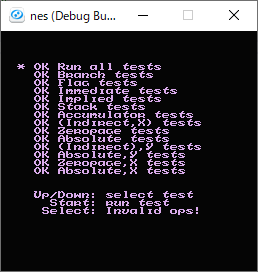 nes (Debug Bu...
* OK Run all tests
OK Branch tests
OK Flag tests
OK Immediate tests
OK Implied tests
OK Stack tests
OK Accumulator tests
OK (Indirect,X) tests
OK Zeropage tests
OK Absolute tests
OK (Indirect),Y tests
OK Absolute,Y tests
OK Zeropage,X tests
OK Absolute,X tests
Up/Down: select test
Start: run test
Select: Invalid ops!